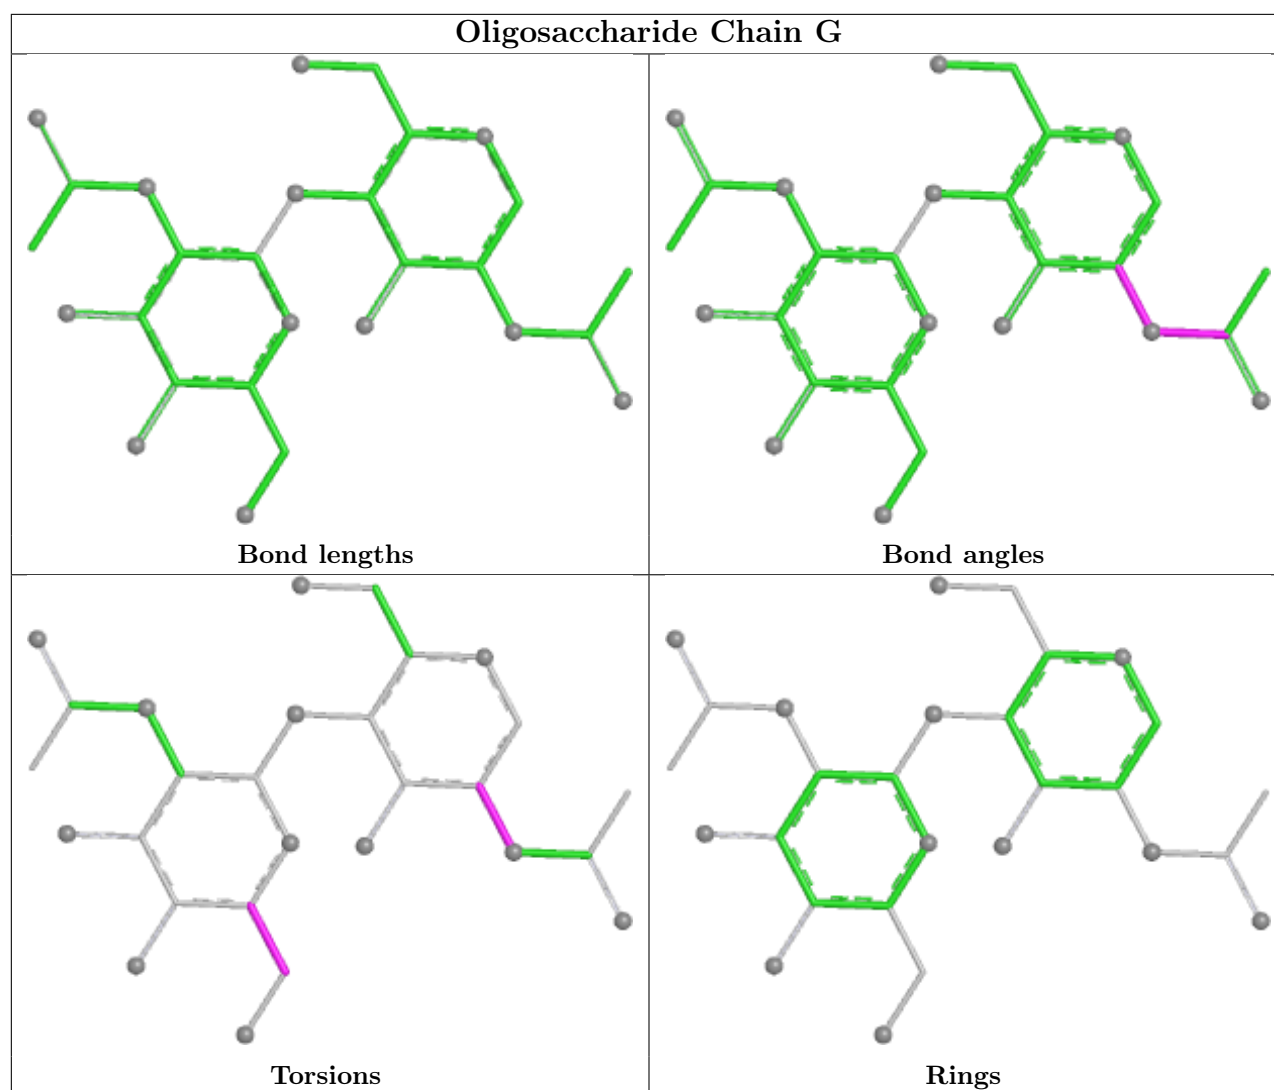 Oligosaccharide Chain G
Bond lengths
Bond angles
Torsions
Rings